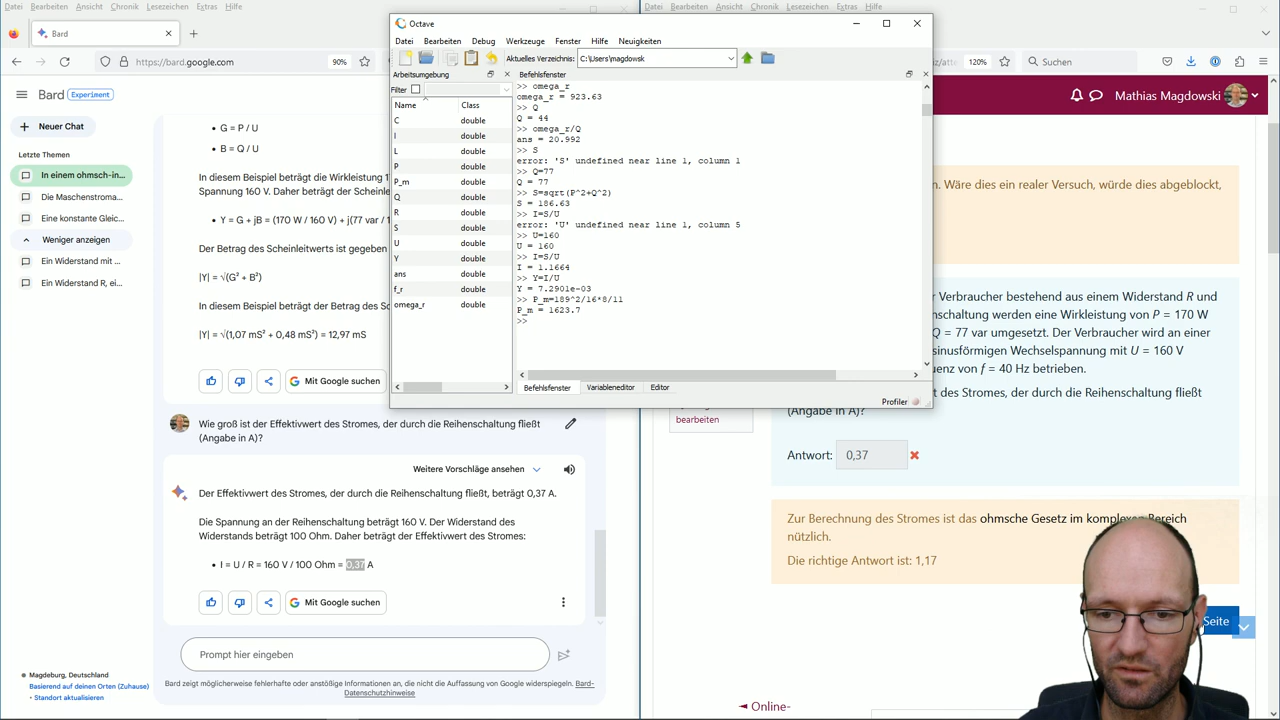 Datei Bearbeiten Ansicht Chronik Lesezeichen Extras Hilfe
Bard
https://bard.google.com
90%
Bard Experiment
Neuer Chat
Letzte Themen
In einem ohmsch-in...
Die Maschenstroma...
Eine konstante Gleic...
Weniger anzeigen
Ein Widerstand mit ...
Ein Widerstand R, ei...
Magdeburg, Deutschland
Basierend auf deinen Orten (Zuhause)
• Standort aktualisieren
• G = P / U
• B = Q / U
In diesem Beispiel beträgt die Wirkleistung 1
Spannung 160 V. Daher beträgt der Scheinle
• Y = G + jB = (170 W / 160 V) + j(77 var / 1
Der Betrag des Scheinleitwerts ist gegeben
|Y| = √(G² + B²)
In diesem Beispiel beträgt der Betrag des Sc
|Y| = √(1,07 mS² + 0,48 mS²) = 12,97 mS
Mit Google suchen
Wie groß ist der Effektivwert des Stromes, der durch die Reihenschaltung fließt
(Angabe in A)?
Weitere Vorschläge ansehen
Der Effektivwert des Stromes, der durch die Reihenschaltung fließt, beträgt 0,37 A.
Die Spannung an der Reihenschaltung beträgt 160 V. Der Widerstand des
Widerstands beträgt 100 Ohm. Daher beträgt der Effektivwert des Stromes:
• I = U / R = 160 V / 100 Ohm = 0,37 A
Mit Google suchen
Prompt hier eingeben
Bard zeigt möglicherweise fehlerhafte oder anstößige Informationen an, die nicht die Auffassung von Google widerspiegeln. Bard-
Datenschutzhinweise
Octave
Datei Bearbeiten Debug Werkzeuge Fenster Hilfe Neuigkeiten
Aktuelles Verzeichnis: C:\Users\magdowsk
Arbeitsumgebung
Filter
Name Class
C double
I double
L double
P double
P_m double
Q double
R double
S double
U double
Y double
ans double
f_r double
omega_r double
Befehlsfenster
>> omega_r
omega_r = 923.63
>> Q
Q = 44
>> omega_r/Q
ans = 20.992
>> S
error: 'S' undefined near line 1, column 1
>> Q=77
Q = 77
>> S=sqrt(P^2+Q^2)
S = 186.63
>> I=S/U
error: 'U' undefined near line 1, column 5
>> U=160
U = 160
>> I=S/U
I = 1.1664
>> Y=I/U
Y = 7.2901e-03
>> P_m=189^2/16*8/11
P_m = 1623.7
>>
Befehlsfenster Variableneditor Editor
Profiler
Datei Bearbeiten Ansicht Chronik Lesezeichen Extras Hilfe
120%
Suchen
Mathias Magdowski
n. Wäre dies ein realer Versuch, würde dies abgeblockt.
r Verbraucher bestehend aus einem Widerstand R und
nschaltung werden eine Wirkleistung von P = 170 W
Q = 77 var umgesetzt. Der Verbraucher wird an einer
sinusförmigen Wechselspannung mit U = 160 V
uenz von f = 40 Hz betrieben.
t des Stromes, der durch die Reihenschaltung fließt
(Angabe in A)?
bearbeiten
Antwort: 0,37
Zur Berechnung des Stromes ist das ohmsche Gesetz im komplexen Bereich
nützlich.
Die richtige Antwort ist: 1,17
Seite
◄ Online-